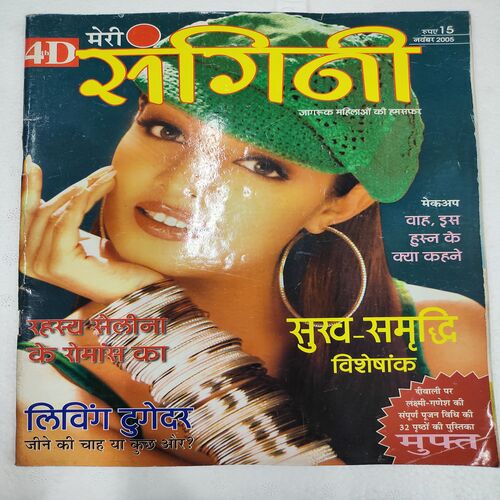 4thD
मेरी
संगिनी
रुपए 15
नवंबर 2005
जागरूक महिलाओं की हमसफर
मेकअप
वाह, इस
हुस्न के
क्या कहने
रहस्य सेलीना
के रोमांस का
सुख-समृद्धि
विशेषांक
लिविंग टुगेदर
जीने की चाह या कुछ और?
दीवाली पर
लक्ष्मी-गणेश की
संपूर्ण पूजन विधि की
32 पृष्ठों की पुस्तिका
मुफ्त